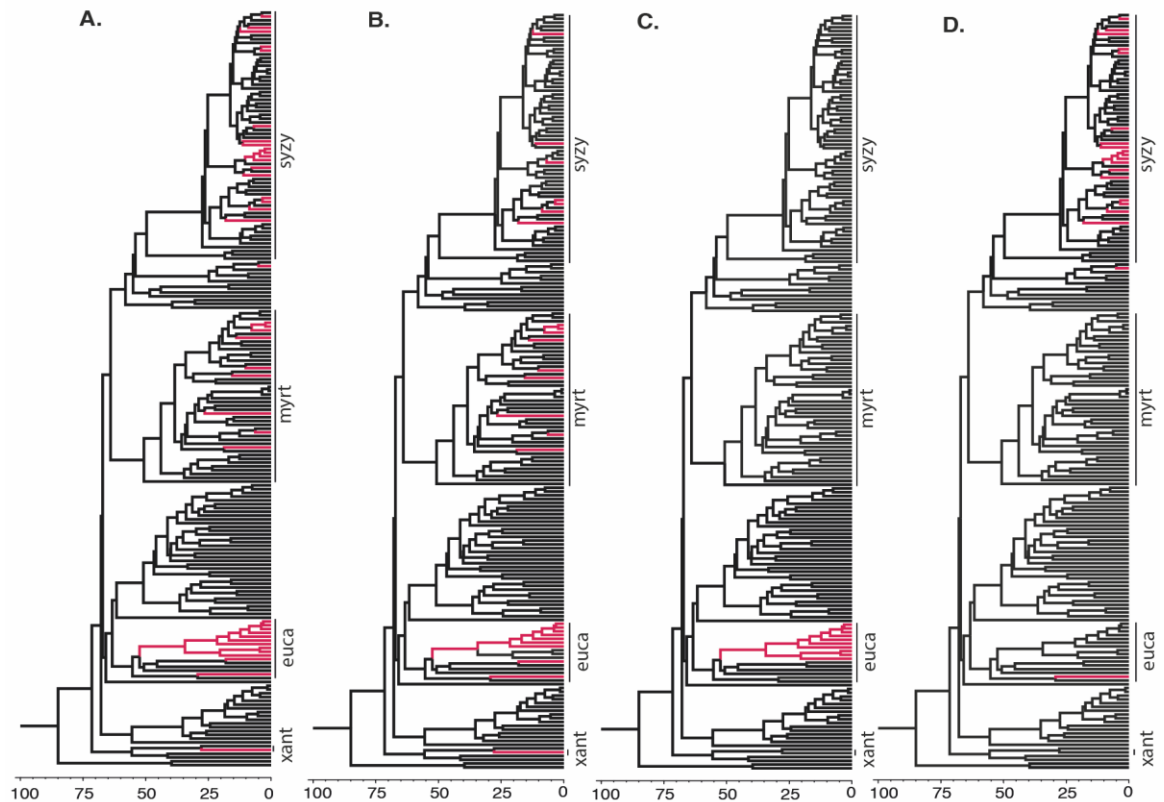 A. B. C. D.
syzy syzy syzy syzy
myrt myrt myrt myrt
euca euca euca euca
xant xant xant xant
100 75 50 25 0 100 75 50 25 0 100 75 50 25 0 100 75 50 25 0